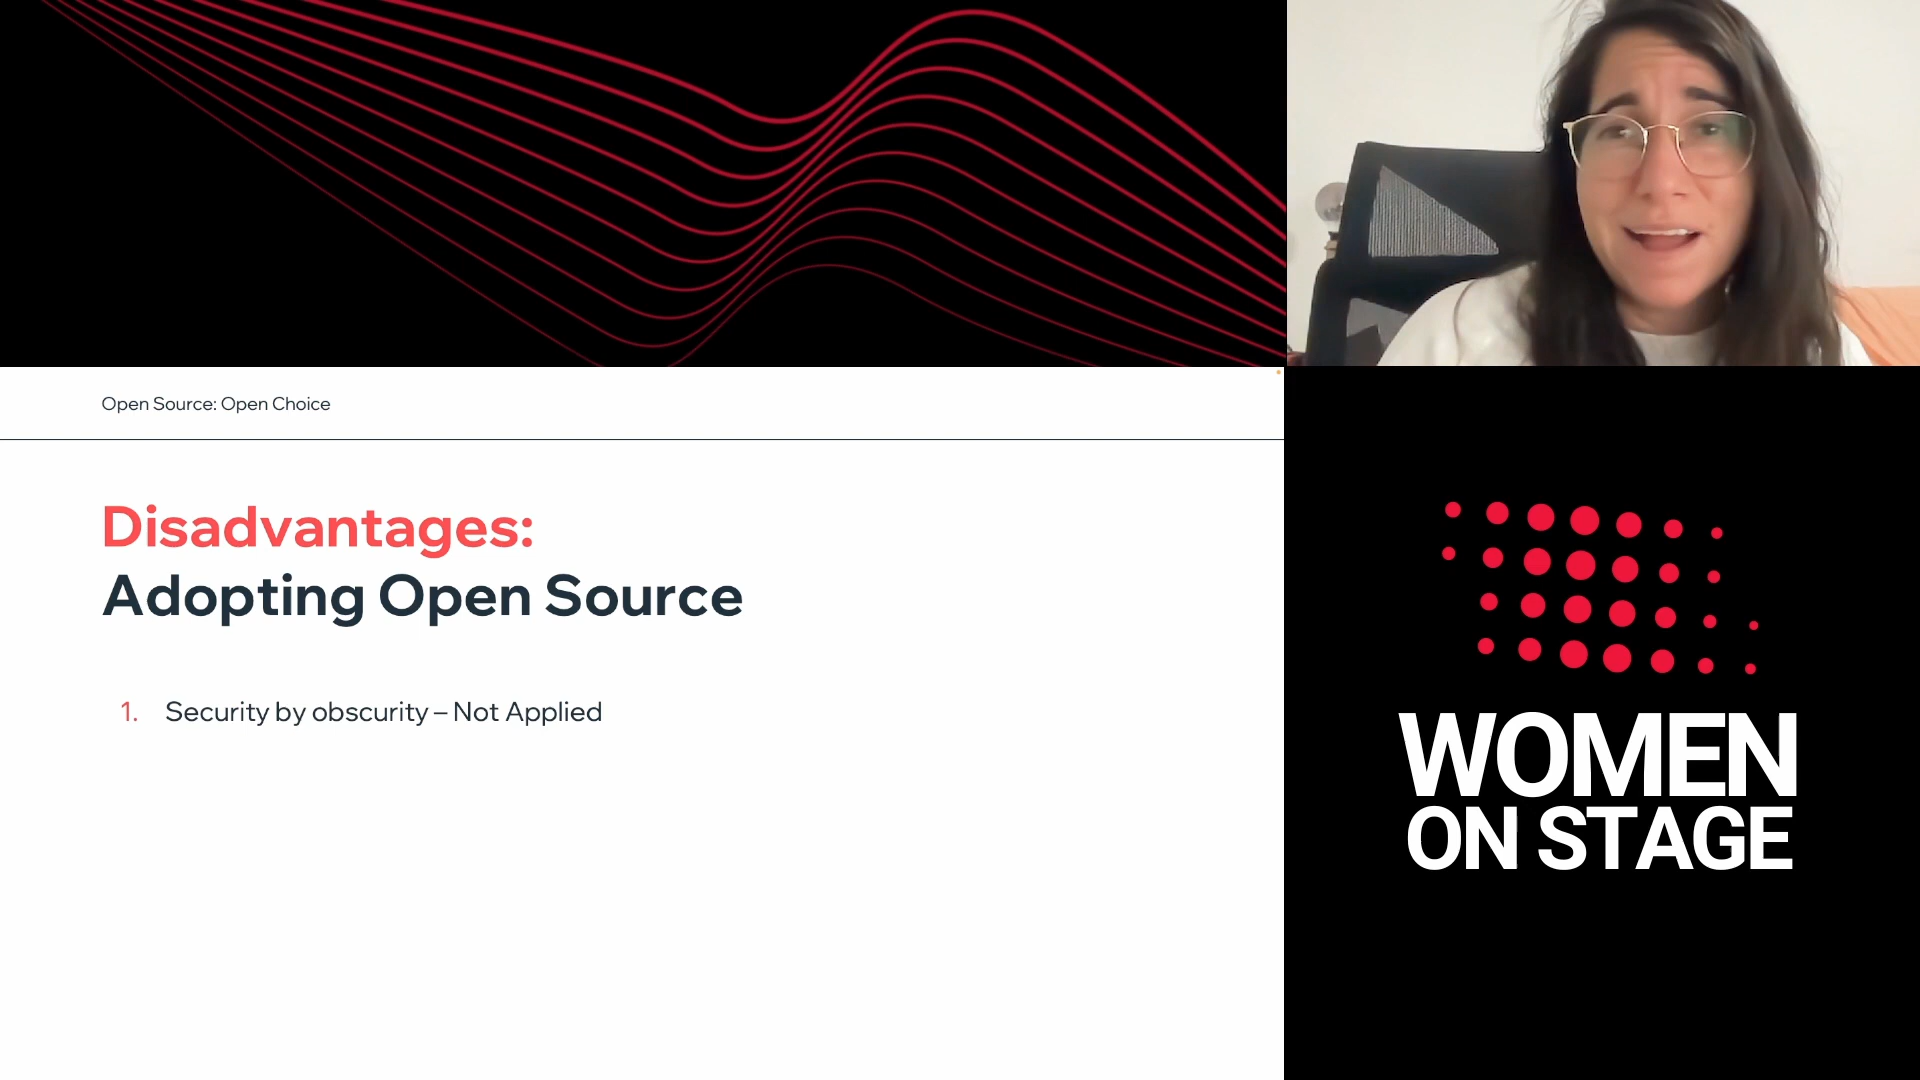 Open Source: Open Choice
Disadvantages:
Adopting Open Source
1. Security by obscurity – Not Applied
WOMEN
ON STAGE